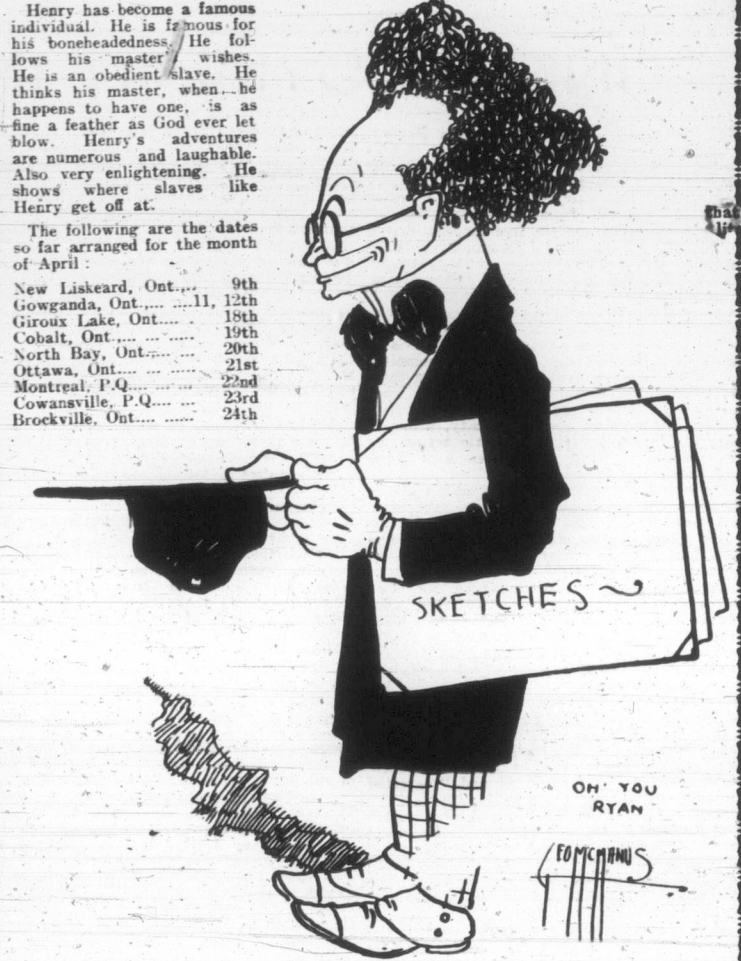 Henry has become a famous
individual. He is famous for
his boneheadedness. He fol-
lows his master' wishes.
He is an obedient slave. He
thinks his master, when he
happens to have one, is as
fine a feather as God ever let
blow. Henry's adventures
are numerous and laughable.
Also very enlightening. He
shows where slaves like
Henry get off at.
The following are the dates
so far arranged for the month
of April :
New Liskeard, Ont.... 9th
Gowganda, Ont.... ....11, 12th
Giroux Lake, Ont.... . 18th
Cobalt, Ont.... ... ..... 19th
North Bay, Ont.... ..... 20th
Ottawa, Ont.... ... ..... 21st
Montreal, P.Q.... ... ... 22nd
Cowansville, P.Q.... ... 23rd
Brockville, Ont.... ..... 24th
that
SKETCHES
OH' YOU
RYAN
GEO MCMANUS